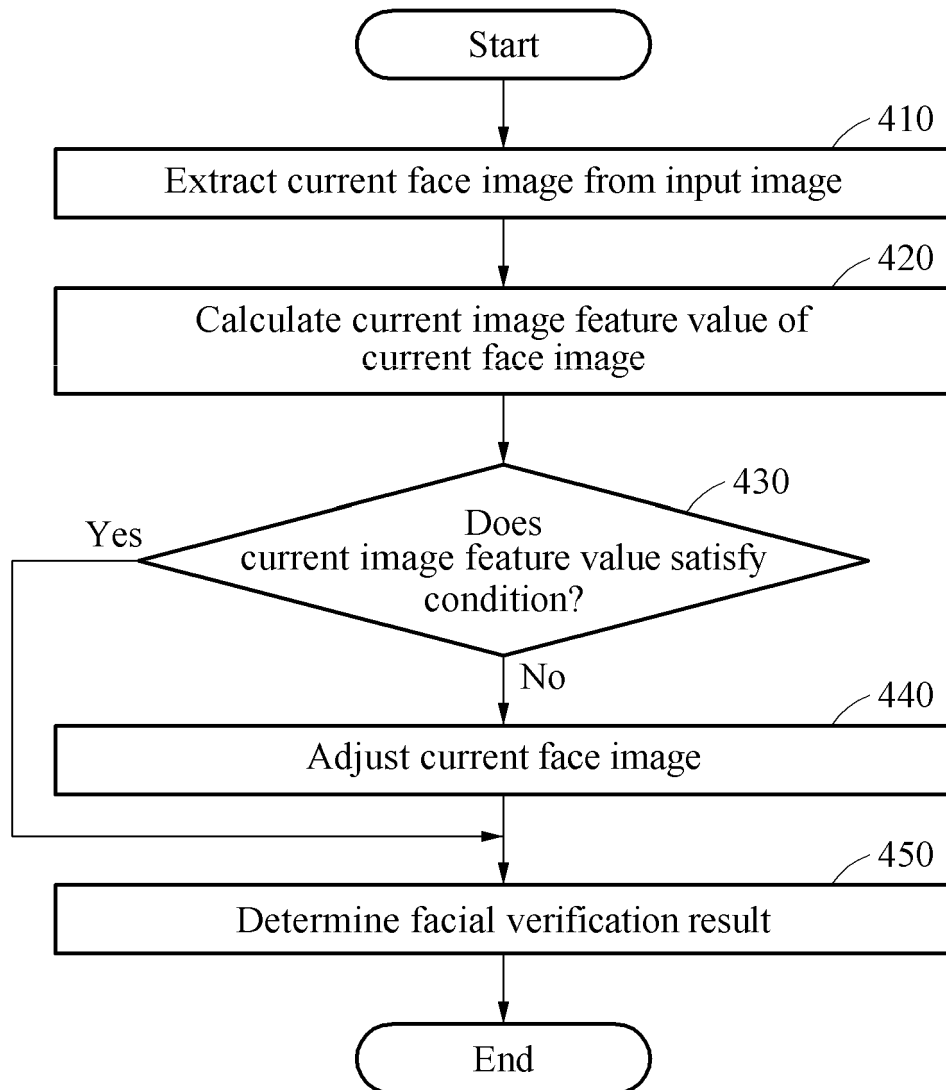 Start
410
Extract current face image from input image
420
Calculate current image feature value of
current face image
430
Yes
Does
current image feature value satisfy
condition?
No
440
Adjust current face image
450
Determine facial verification result
End